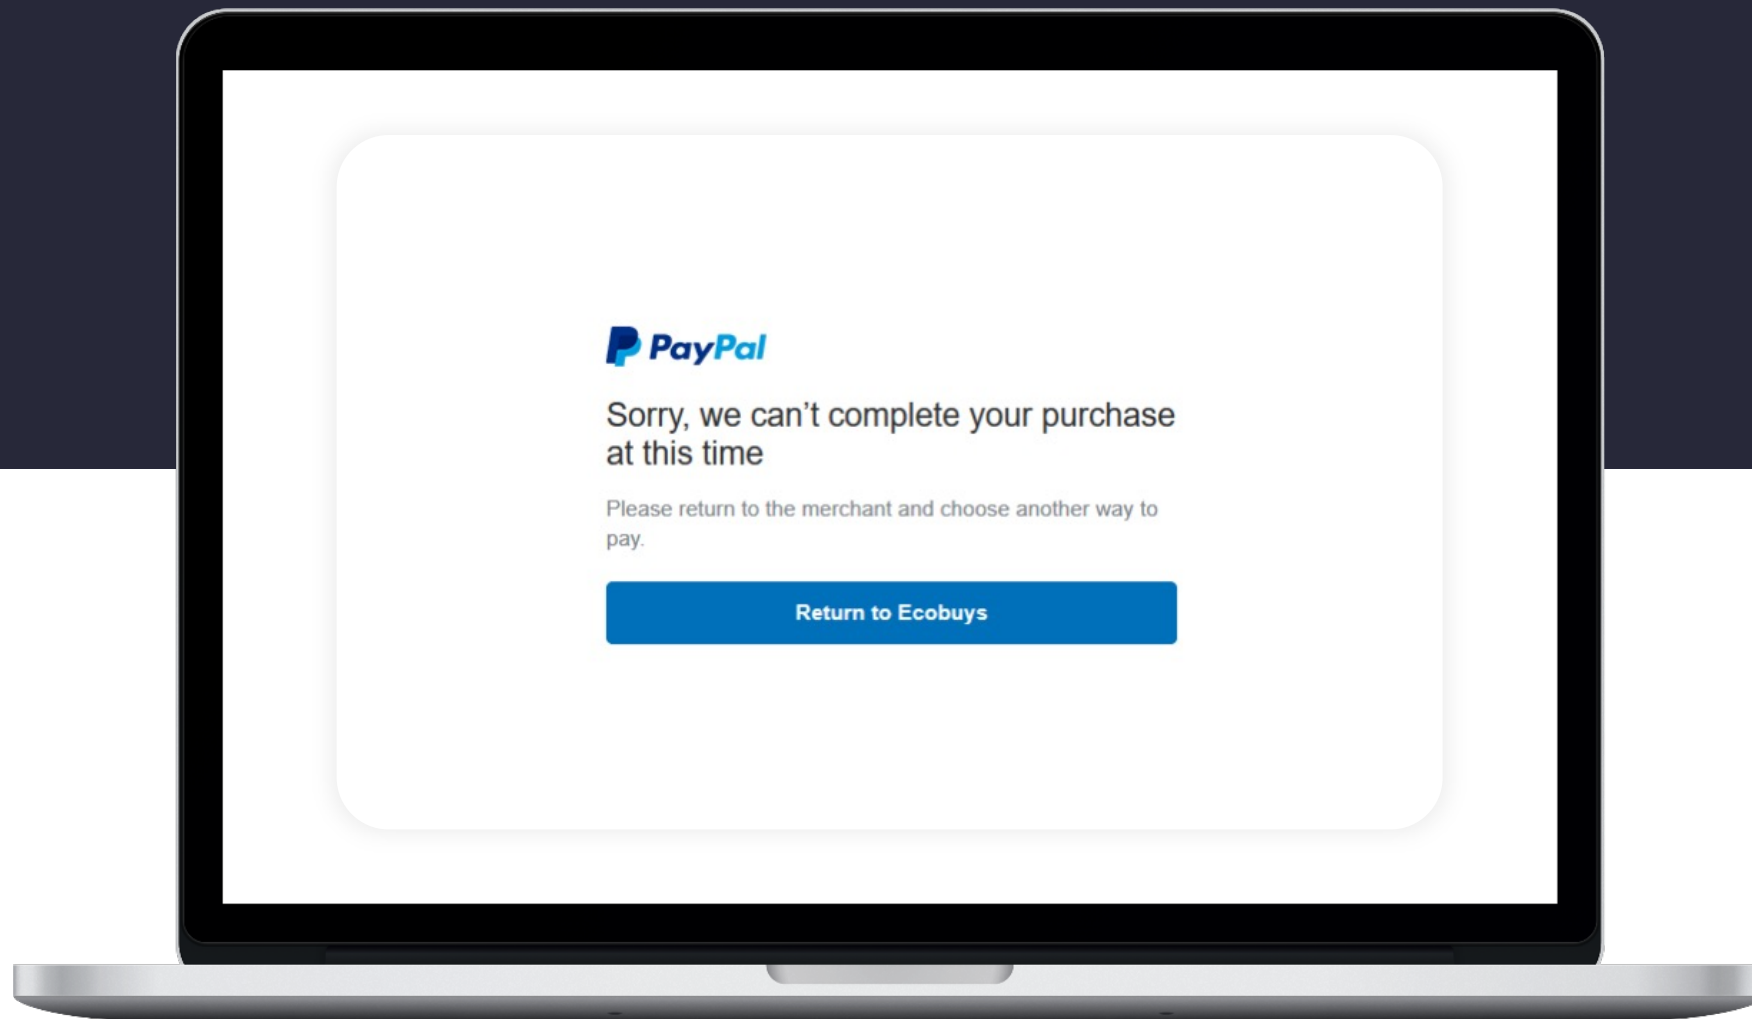 PayPal
Sorry, we can’t complete your purchase
at this time
Please return to the merchant and choose another way to
pay.
Return to Ecobuys